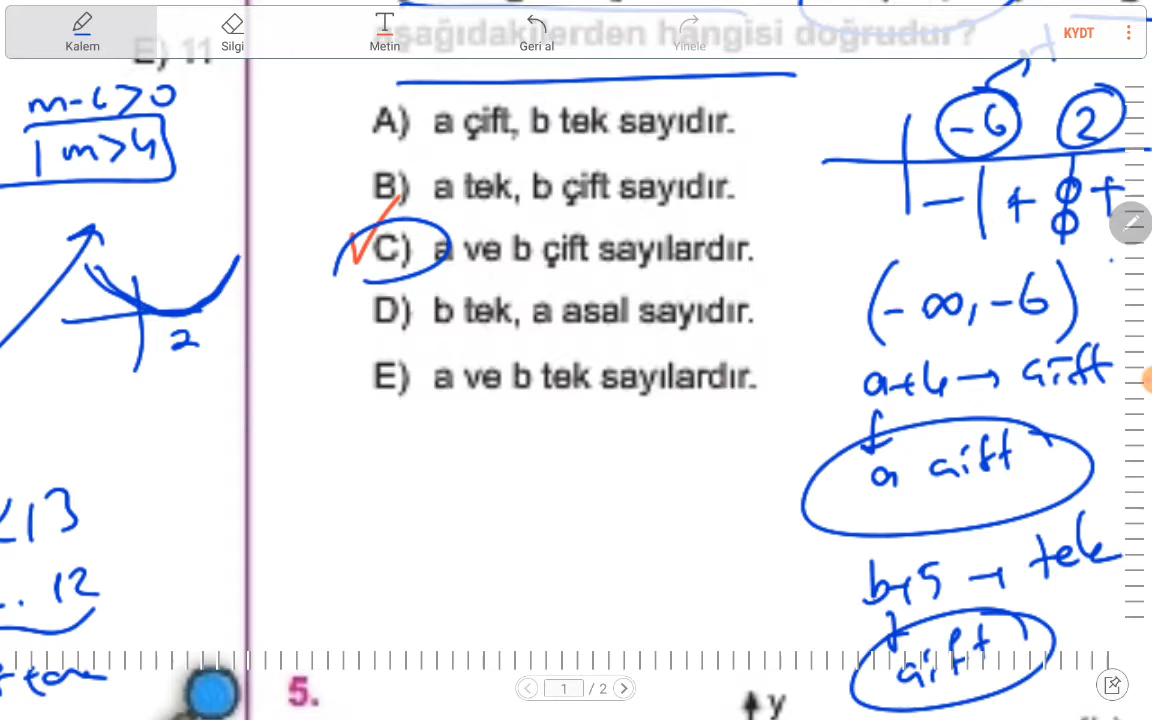 Kalem
Silgi
Metin
Geri al
Yinele
KYDT
aşağıdakilerden hangisi doğrudur?
E) 11
m-6>0
m>4
2
<13
.. 12
A) a çift, b tek sayıdır.
B) a tek, b çift sayıdır.
C) a ve b çift sayılardır.
D) b tek, a asal sayıdır.
E) a ve b tek sayılardır.
-6 2
- + +
(-∞, -6)
a+4 → çift
a çift
b+5 → tek
çift
5.
1 / 2
y